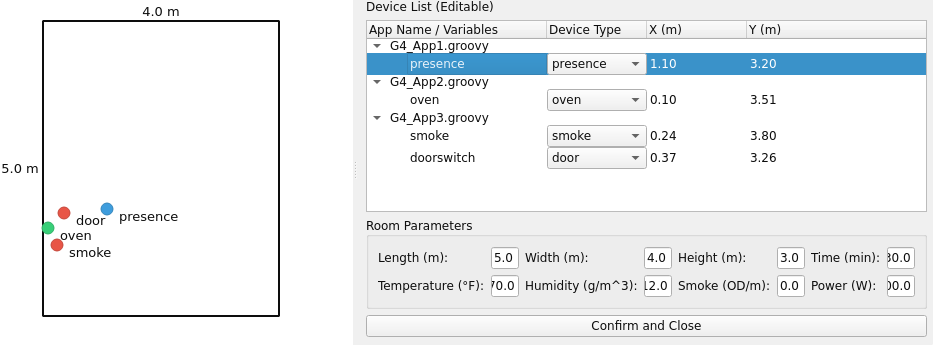 4.0 m
5.0 m
door
presence
oven
smoke
Device List (Editable)
App Name / Variables Device Type X (m) Y (m)
G4_App1.groovy
presence presence 1.10 3.20
G4_App2.groovy
oven oven 0.10 3.51
G4_App3.groovy
smoke smoke 0.24 3.80
doorswitch door 0.37 3.26
Room Parameters
Length (m): 5.0 Width (m): 4.0 Height (m): 3.0 Time (min): 30.0
Temperature (°F): 70.0 Humidity (g/m^3): 12.0 Smoke (OD/m): 0.0 Power (W): 00.0
Confirm and Close